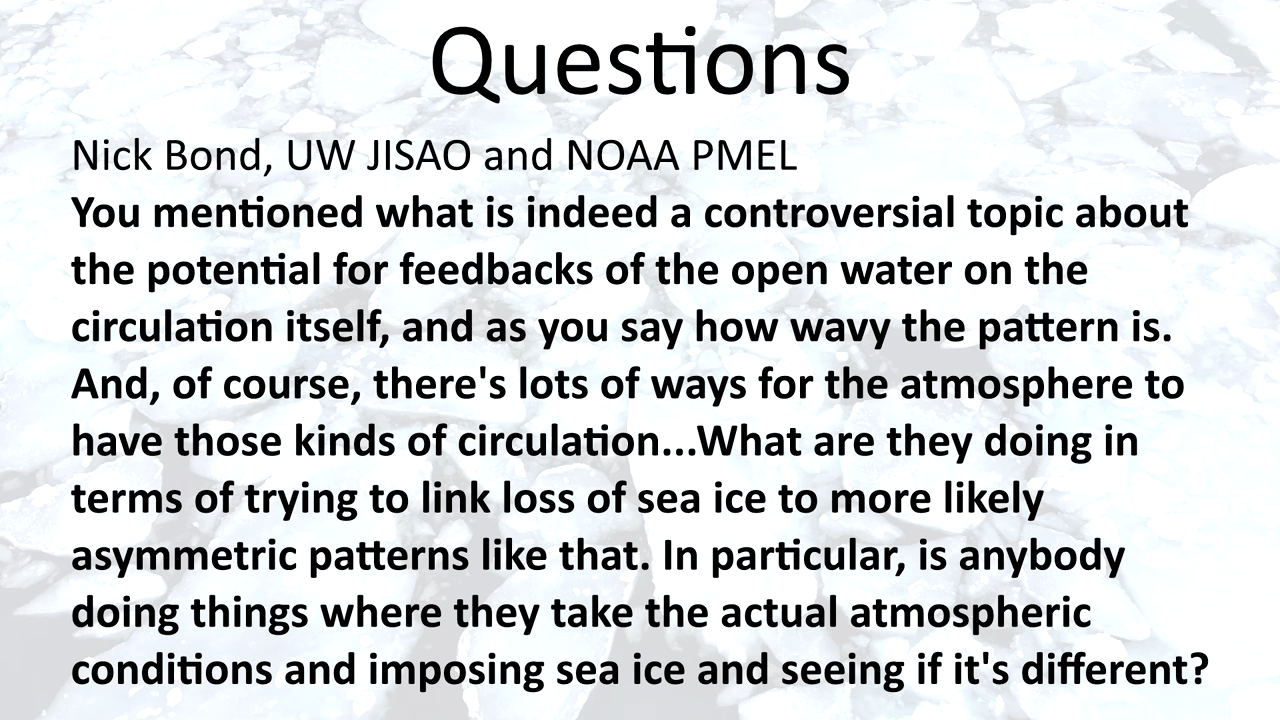 Questions
Nick Bond, UW JISAO and NOAA PMEL
You mentioned what is indeed a controversial topic about
the potential for feedbacks of the open water on the
circulation itself, and as you say how wavy the pattern is.
And, of course, there's lots of ways for the atmosphere to
have those kinds of circulation...What are they doing in
terms of trying to link loss of sea ice to more likely
asymmetric patterns like that. In particular, is anybody
doing things where they take the actual atmospheric
conditions and imposing sea ice and seeing if it's different?